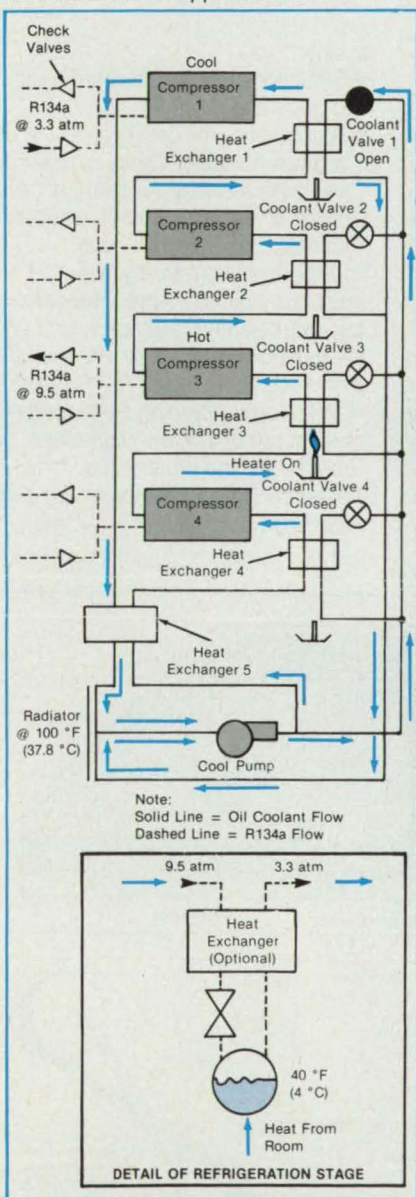 Check
Valves
R134a
@ 3.3 atm
Cool
Compressor
1
Heat
Exchanger 1
Coolant
Valve 1
Open
Coolant Valve 2
Closed
Compressor
2
Heat
Exchanger 2
Hot
Coolant Valve 3
Closed
Compressor
3
R134a
@ 9.5 atm
Heat
Exchanger 3
Heater On
Coolant Valve 4
Closed
Compressor
4
Heat
Exchanger 4
Heat
Exchanger 5
Radiator
@ 100 °F
(37.8 °C)
Cool Pump
Note:
Solid Line = Oil Coolant Flow
Dashed Line = R134a Flow
9.5 atm
3.3 atm
Heat
Exchanger
(Optional)
40 °F
(4 °C)
Heat From
Room
DETAIL OF REFRIGERATION STAGE